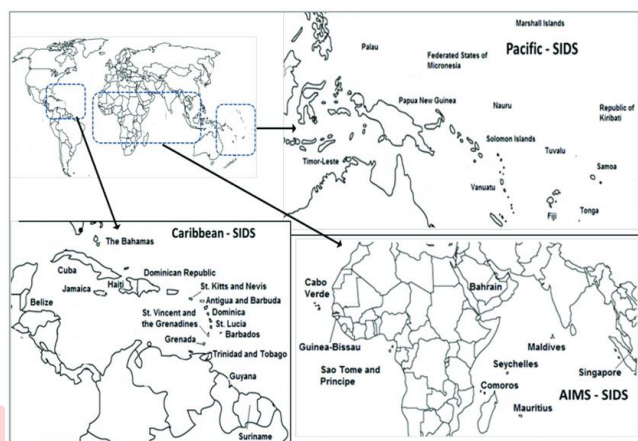 Marshall Islands
Pacific - SIDS
Palau
Federated States of
Micronesia
Papua New Guinea
Nauru
Republic of
Kiribati
Solomon Islands
Tuvalu
Timor-Leste
Samoa
Vanuatu
Fiji
Tonga
Caribbean - SIDS
The Bahamas
Cuba
Dominican Republic
Jamaica
Haiti
St. Kitts and Nevis
Belize
Antigua and Barbuda
St. Vincent and
the Grenadines
Dominica
St. Lucia
Barbados
Grenada
Trinidad and Tobago
Guyana
Suriname
Cabo
Verde
Bahrain
Guinea-Bissau
Maldives
Sao Tome and
Principe
Seychelles
Singapore
Comoros
AIMS - SIDS
Mauritius